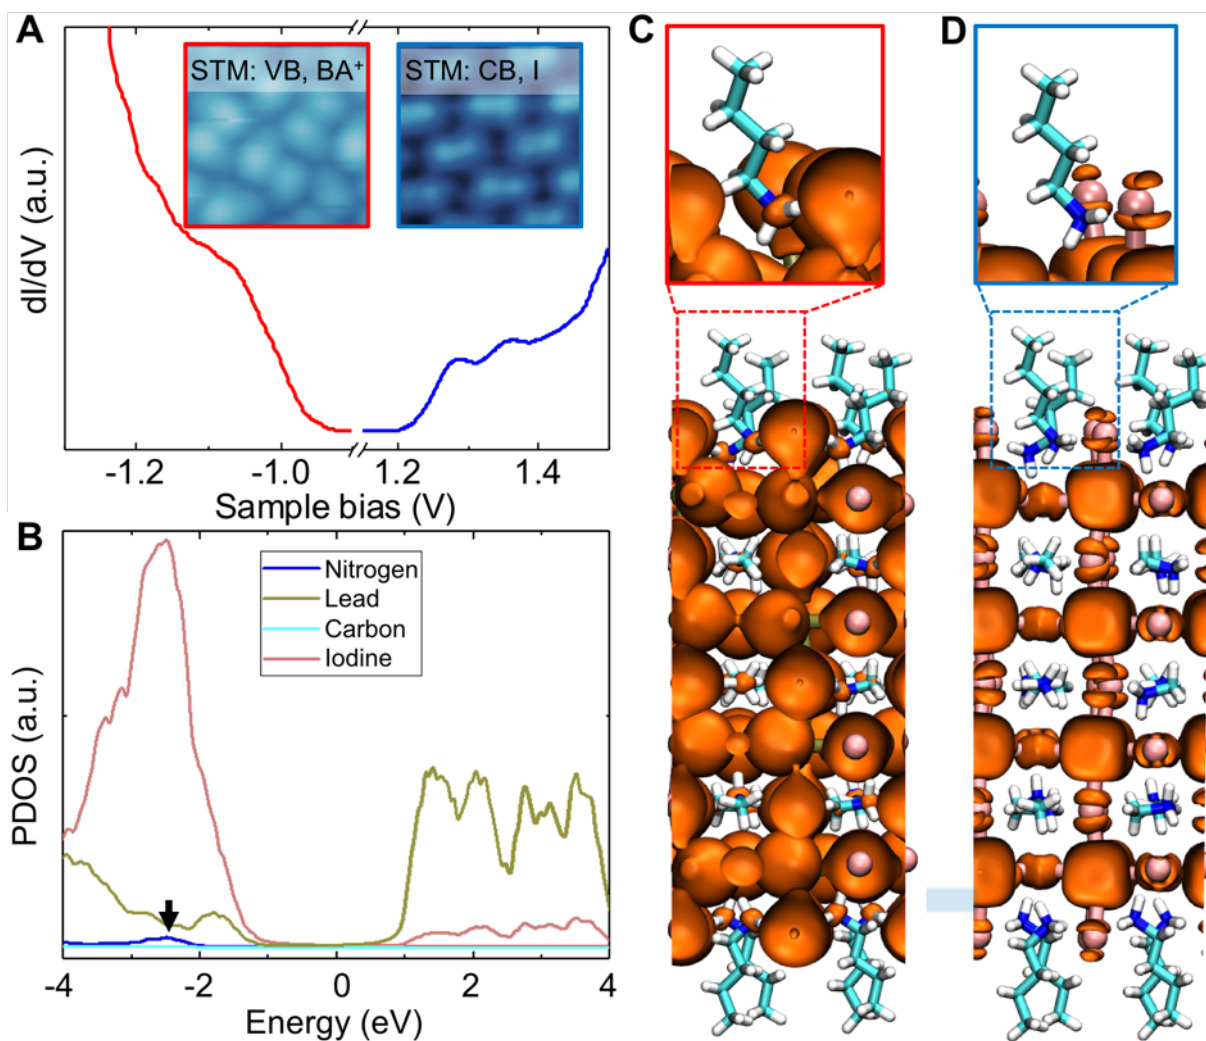 A
STM: VB, BA⁺
STM: CB, I
dI/dV (a.u.)
-1.2
-1.0
1.2
1.4
Sample bias (V)
B
Nitrogen
Lead
Carbon
Iodine
PDOS (a.u.)
-4
-2
0
2
4
Energy (eV)
C
D